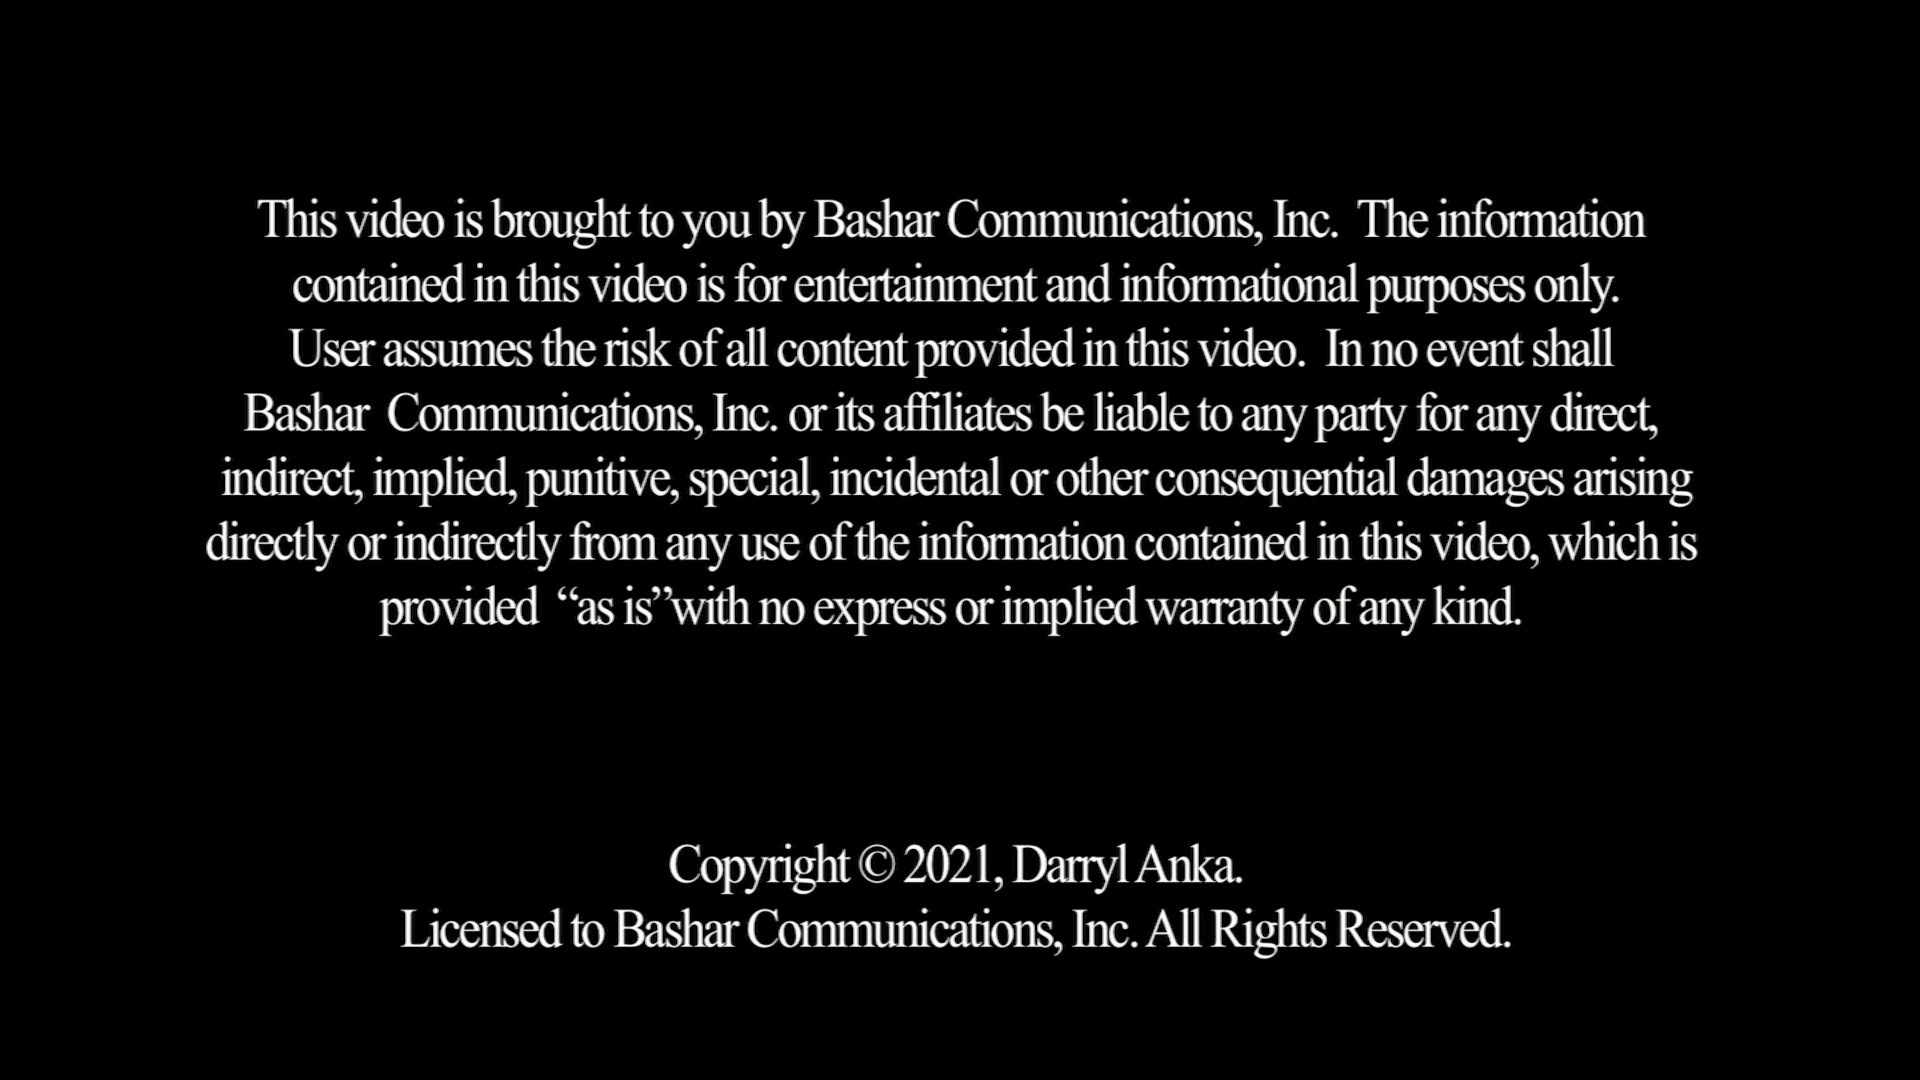 This video is brought to you by Bashar Communications, Inc.  The information
contained in this video is for entertainment and informational purposes only.
User assumes the risk of all content provided in this video.  In no event shall
Bashar  Communications, Inc. or its affiliates be liable to any party for any direct,
indirect, implied, punitive, special, incidental or other consequential damages arising
directly or indirectly from any use of the information contained in this video, which is
provided  “as is”with no express or implied warranty of any kind.
Copyright © 2021, Darryl Anka.
Licensed to Bashar Communications, Inc. All Rights Reserved.